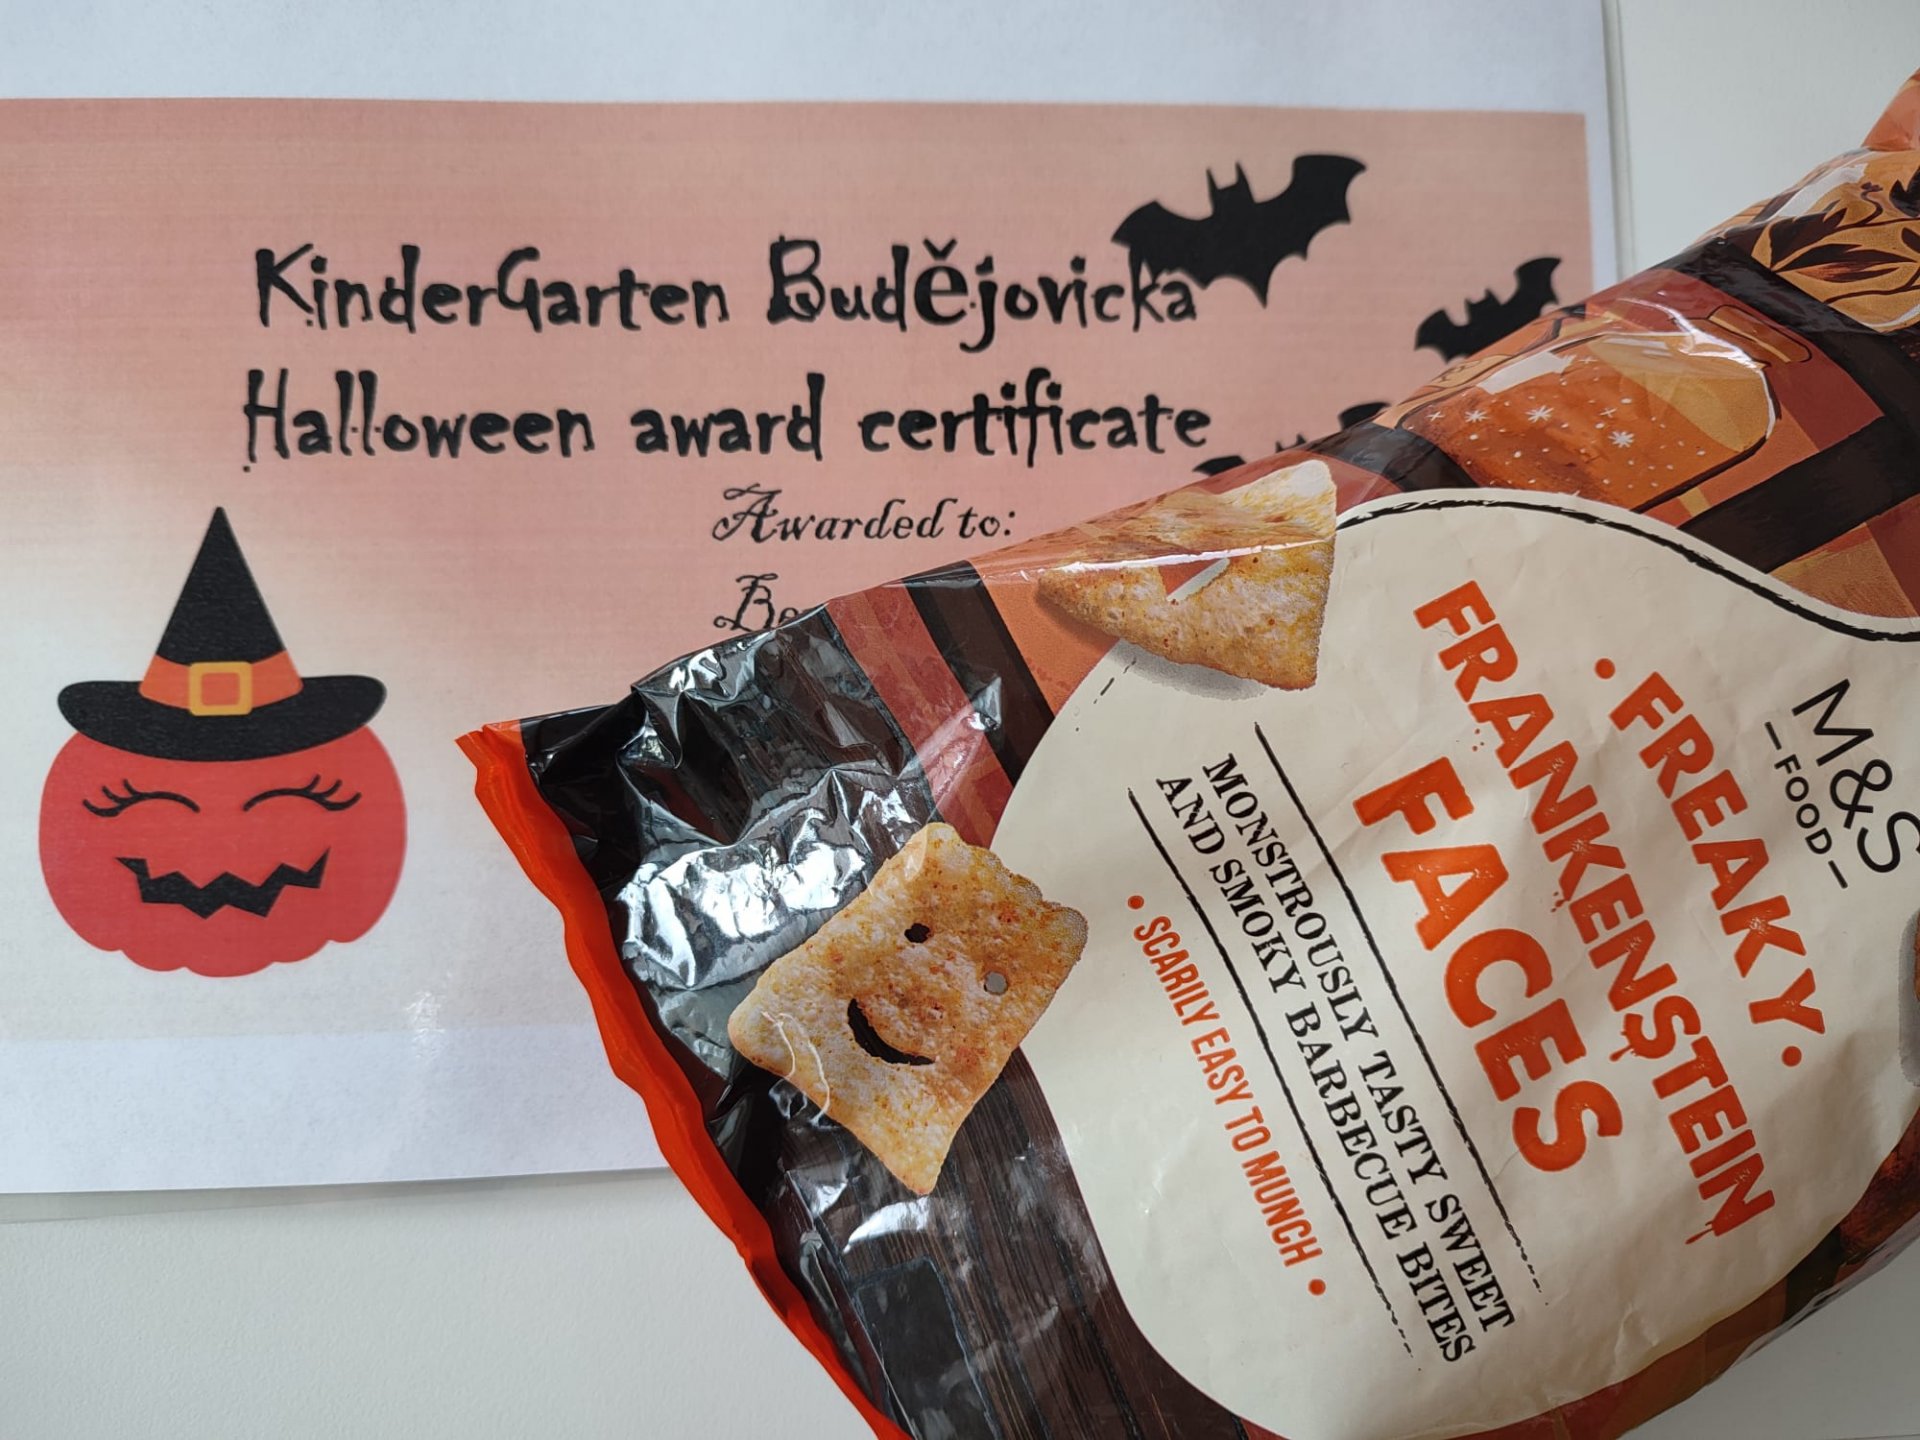 KinderGarten Budějovicka
Halloween award certificate
Awarded to:
M&S
FOOD
• FREAKY •
FRANKENSTEIN
FACES
MONSTROUSLY TASTY SWEET
AND SMOKY BARBECUE BITES
• SCARILY EASY TO MUNCH •